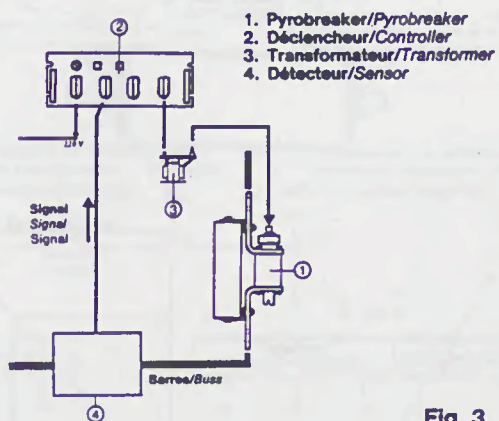 1. Pyrobreaker/Pyrobreaker
2. Déclencheur/Controller
3. Transformateur/Transformer
4. Détecteur/Sensor
2
3
Signal
Signal
Signal
1
Barres/Buss
4
Fig. 3